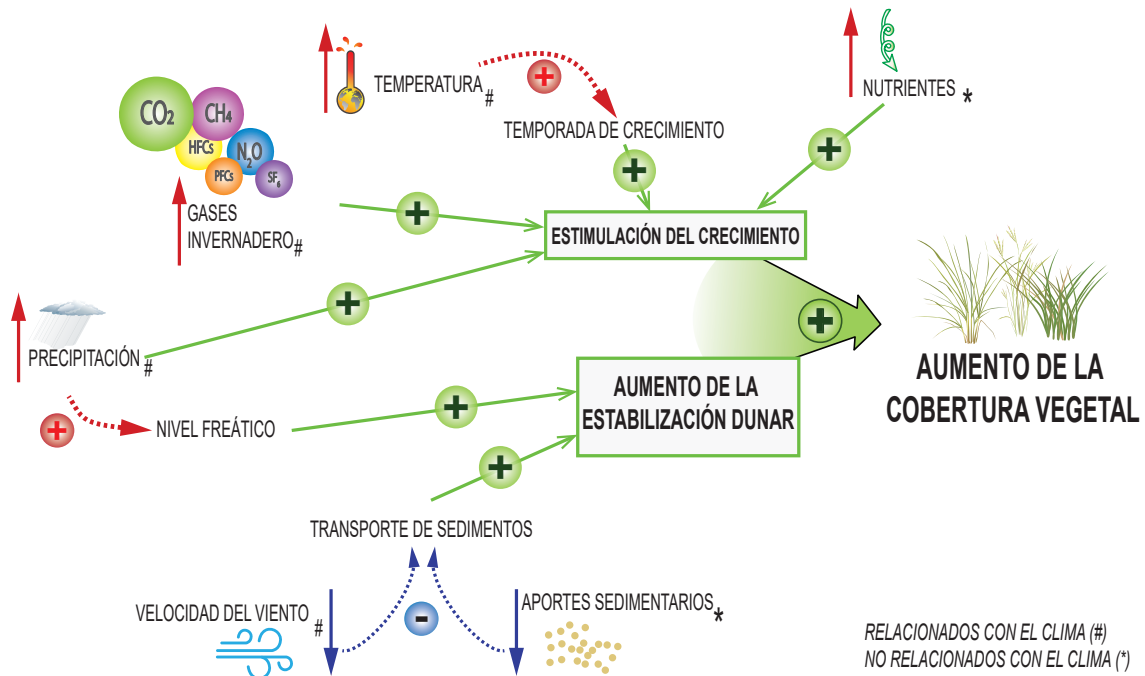 TEMPERATURA #
NUTRIENTES *
TEMPORADA DE CRECIMIENTO
CO2
CH4
HFCs
N2O
PFCs
SF6
GASES
INVERNADERO #
ESTIMULACIÓN DEL CRECIMIENTO
PRECIPITACIÓN #
NIVEL FREÁTICO
AUMENTO DE LA
ESTABILIZACIÓN DUNAR
AUMENTO DE LA
COBERTURA VEGETAL
TRANSPORTE DE SEDIMENTOS
VELOCIDAD DEL VIENTO #
APORTES SEDIMENTARIOS *
RELACIONADOS CON EL CLIMA (#)
NO RELACIONADOS CON EL CLIMA (*)
+
+
+
+
+
+
+
+
+
-